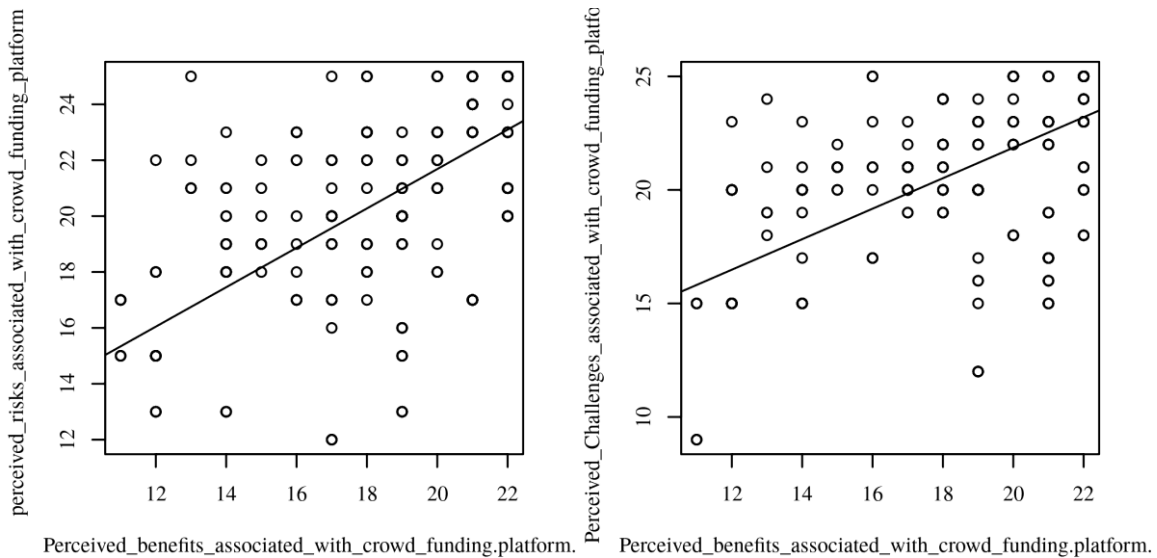 perceived_risks_associated_with_crowd_funding_platform
24
22
20
18
16
14
12
12 14 16 18 20 22
Perceived_benefits_associated_with_crowd_funding.platform.
Perceived_Challenges_associated_with_crowd_funding_platfo
25
20
15
10
12 14 16 18 20 22
Perceived_benefits_associated_with_crowd_funding.platform.